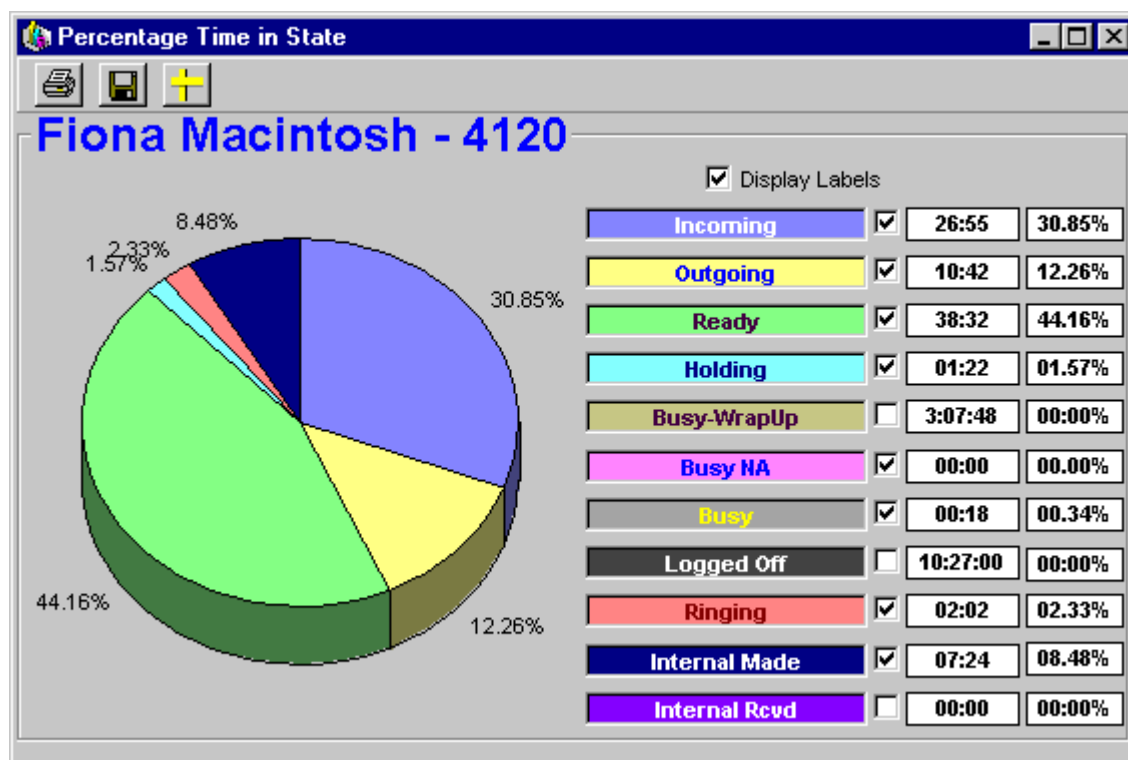 Percentage Time in State
Fiona Macintosh - 4120
Display Labels
8.48%
2.33%
1.57%
30.85%
44.16%
12.26%
Incoming 26:55 30.85%
Outgoing 10:42 12.26%
Ready 38:32 44.16%
Holding 01:22 01.57%
Busy-WrapUp 3:07:48 00:00%
Busy NA 00:00 00.00%
Busy 00:18 00.34%
Logged Off 10:27:00 00:00%
Ringing 02:02 02.33%
Internal Made 07:24 08.48%
Internal Rcvd 00:00 00:00%